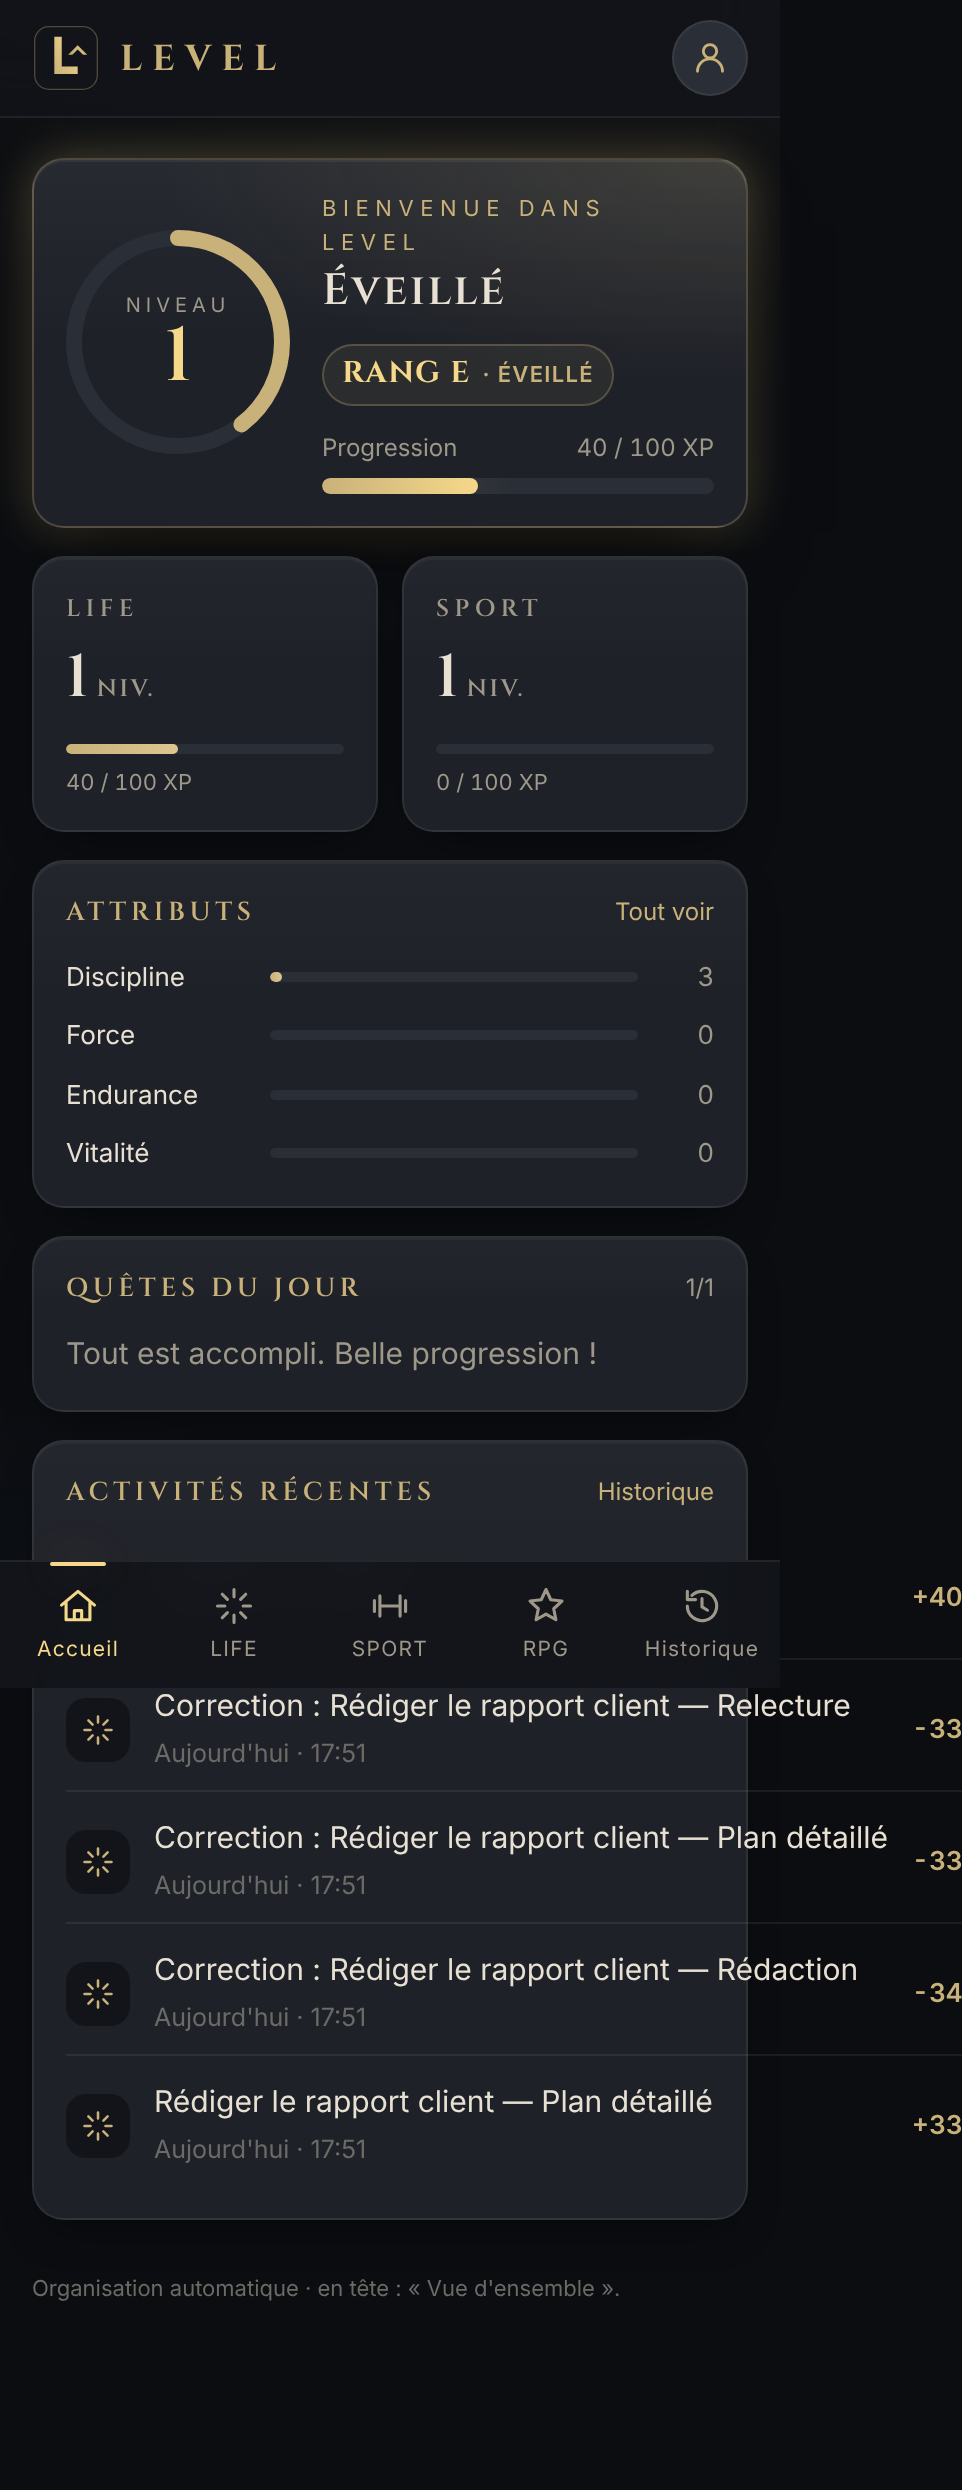 LEVEL
BIENVENUE DANS
LEVEL
ÉVEILLÉ
NIVEAU
1
RANG E · ÉVEILLÉ
Progression 40 / 100 XP
LIFE
1 NIV.
40 / 100 XP
SPORT
1 NIV.
0 / 100 XP
ATTRIBUTS Tout voir
Discipline 3
Force 0
Endurance 0
Vitalité 0
QUÊTES DU JOUR 1/1
Tout est accompli. Belle progression !
ACTIVITÉS RÉCENTES Historique
+40
Accueil LIFE SPORT RPG Historique
Correction : Rédiger le rapport client — Relecture
Aujourd'hui · 17:51
-33
Correction : Rédiger le rapport client — Plan détaillé
Aujourd'hui · 17:51
-33
Correction : Rédiger le rapport client — Rédaction
Aujourd'hui · 17:51
-34
Rédiger le rapport client — Plan détaillé
Aujourd'hui · 17:51
+33
Organisation automatique · en tête : « Vue d'ensemble ».